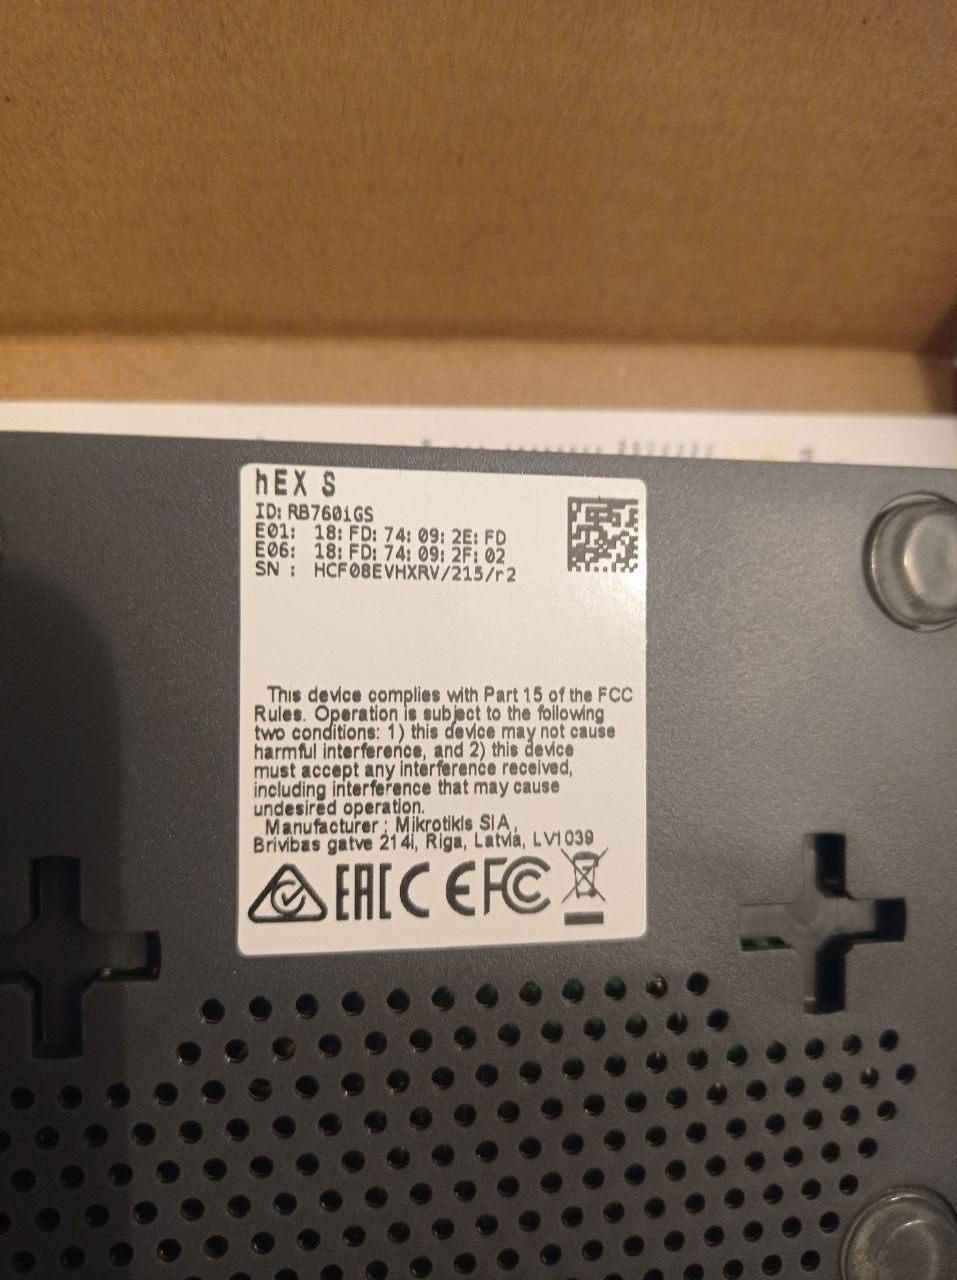 hEX S
ID: RB760iGS
E01: 18: FD: 74: 09: 2E: FD
E06: 18: FD: 74: 09: 2F: 02
SN : HCF08EVHXRV/215/r2
This device complies with Part 15 of the FCC
Rules. Operation is subject to the following
two conditions: 1) this device may not cause
harmful interference, and 2) this device
must accept any interference received,
including interference that may cause
undesired operation.
Manufacturer : Mikrotikls SIA,
Brivibas gatve 214i, Riga, Latvia, LV1039
EAC CE FC